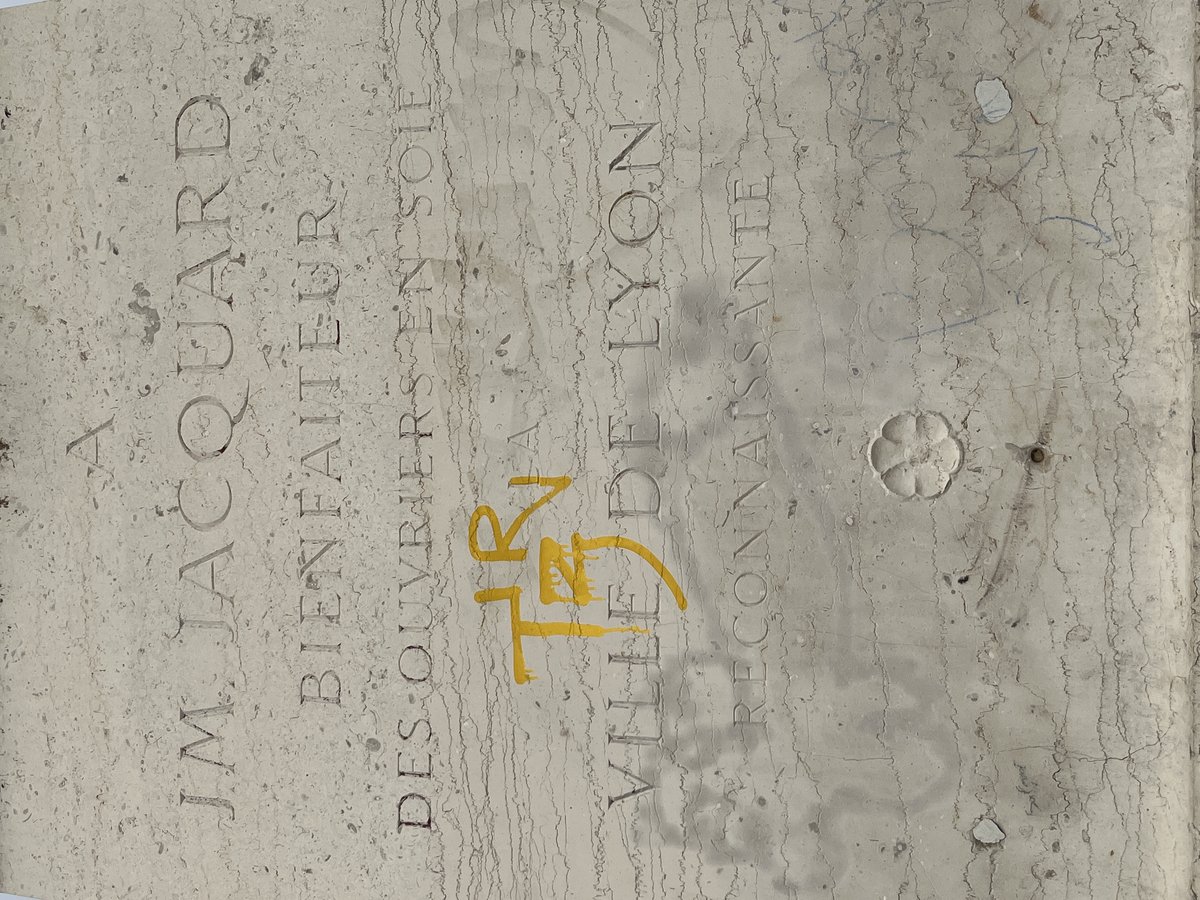 A
J.M. JACQUARD
BIENFAITEUR
DES OUVRIERS EN SOIE
LA
VILLE DE LYON
RECONNAISSANTE